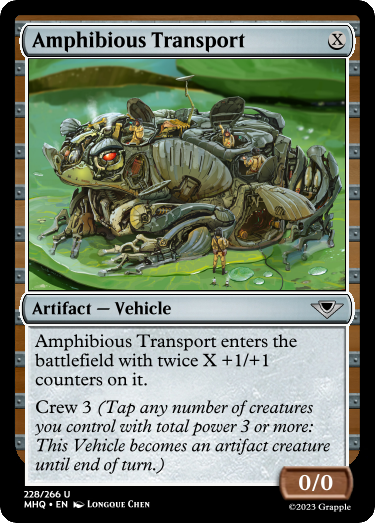 Amphibious Transport X
Artifact — Vehicle
Amphibious Transport enters the
battlefield with twice X +1/+1
counters on it.
Crew 3 (Tap any number of creatures
you control with total power 3 or more:
This Vehicle becomes an artifact creature
until end of turn.)
0/0
228/266 U
MHQ • EN Longque Chen
©2023 Grapple